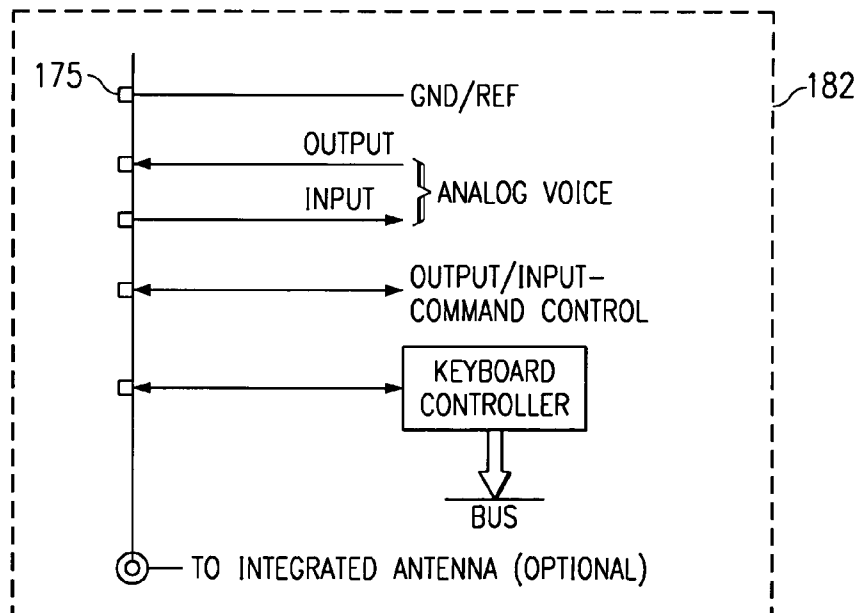 175
GND/REF
182
OUTPUT
INPUT
ANALOG VOICE
OUTPUT/INPUT-
COMMAND CONTROL
KEYBOARD
CONTROLLER
BUS
TO INTEGRATED ANTENNA (OPTIONAL)